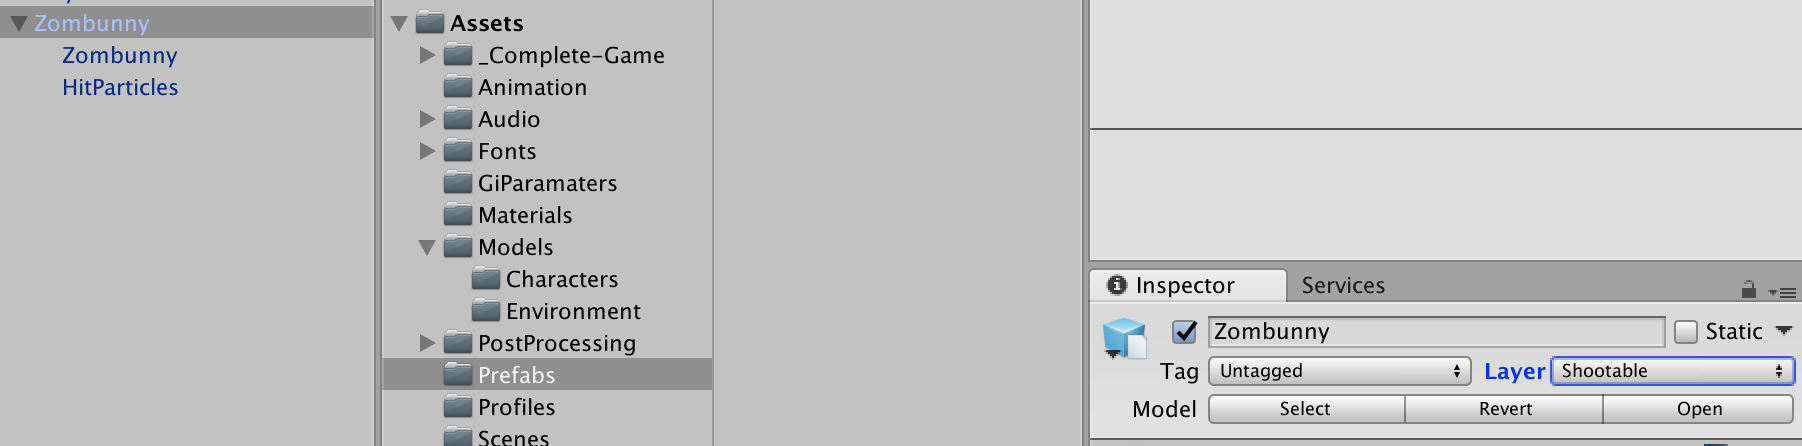 Zombunny
Zombunny
HitParticles
Assets
_Complete-Game
Animation
Audio
Fonts
GiParamaters
Materials
Models
Characters
Environment
PostProcessing
Prefabs
Profiles
Scenes
Inspector Services
Zombunny Static
Tag Untagged Layer Shootable
Model Select Revert Open